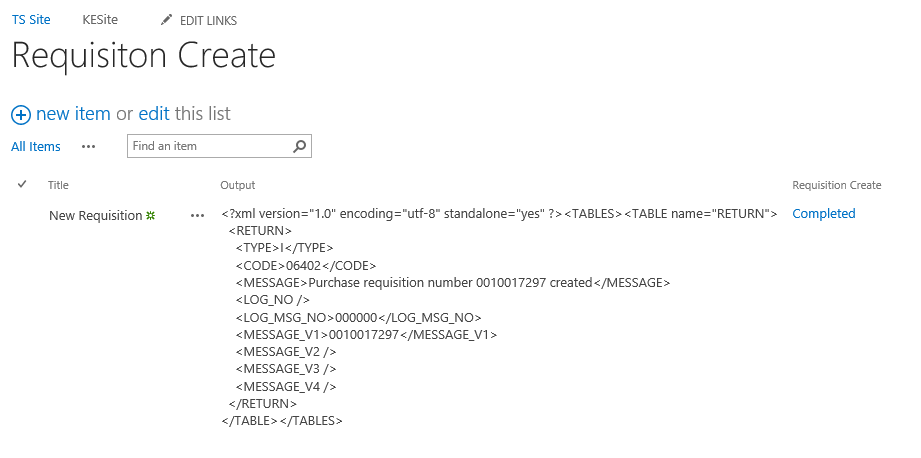 TS Site KESite EDIT LINKS
Requisiton Create
new item or edit this list
All Items ••• Find an item
Title Output Requisition Create
New Requisition ••• <?xml version="1.0" encoding="utf-8" standalone="yes" ?><TABLES><TABLE name="RETURN"> Completed
<RETURN>
<TYPE>I</TYPE>
<CODE>06402</CODE>
<MESSAGE>Purchase requisition number 0010017297 created</MESSAGE>
<LOG_NO />
<LOG_MSG_NO>000000</LOG_MSG_NO>
<MESSAGE_V1>0010017297</MESSAGE_V1>
<MESSAGE_V2 />
<MESSAGE_V3 />
<MESSAGE_V4 />
</RETURN>
</TABLE></TABLES>